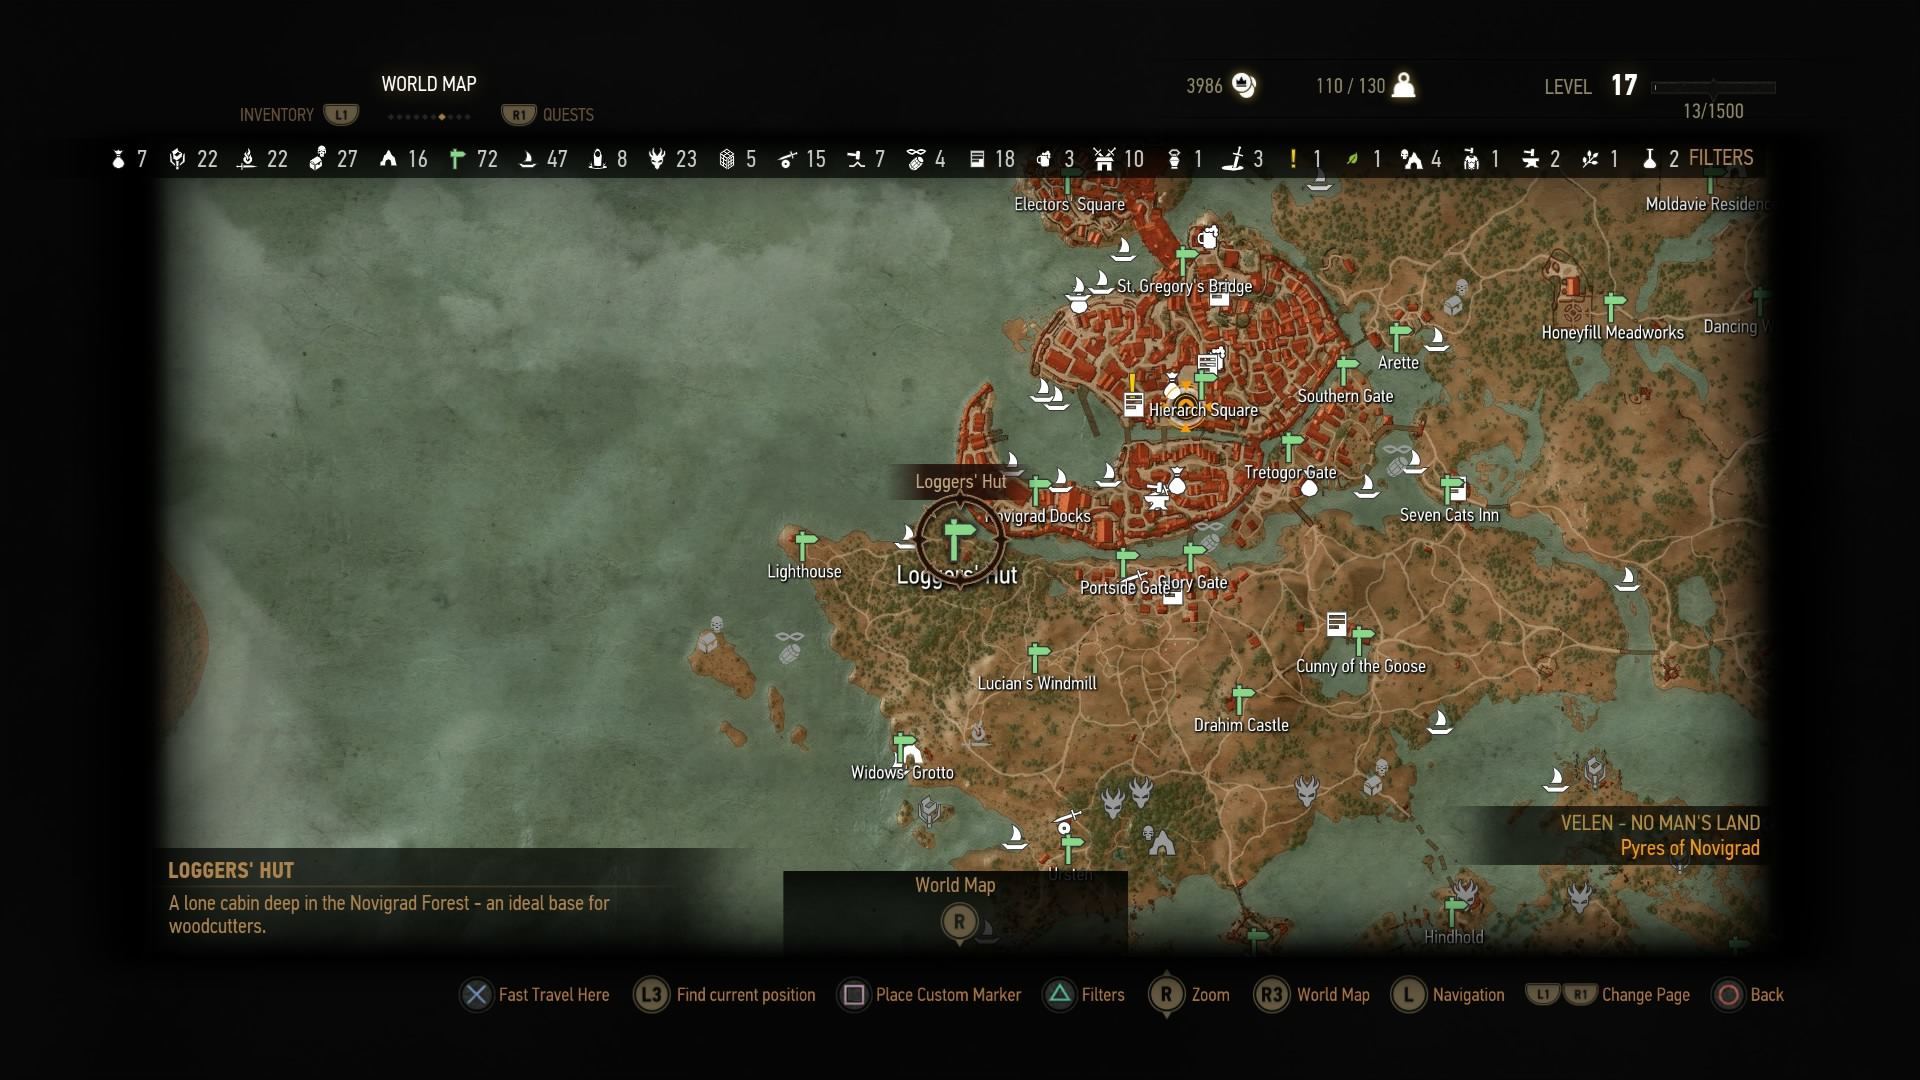 WORLD MAP
INVENTORY L1 R1 QUESTS
3986 110 / 130 LEVEL 17
13/1500
7 22 22 27 16 72 47 8 23 5 15 7 4 18 3 10 1 3 1 1 4 1 2 1 2 FILTERS
Electors' Square
Moldavie Residenc
St. Gregory's Bridge
Honeyfill Meadworks
Dancing W
Arette
Southern Gate
Hierarch Square
Tretogor Gate
Loggers' Hut
Novigrad Docks
Seven Cats Inn
Lighthouse
Loggers' Hut
Portside Gate
Glory Gate
Cunny of the Goose
Lucian's Windmill
Drahim Castle
Widows' Grotto
VELEN - NO MAN'S LAND
Pyres of Novigrad
LOGGERS' HUT
A lone cabin deep in the Novigrad Forest - an ideal base for
woodcutters.
Ursten
World Map
R
Hindhold
Fast Travel Here L3 Find current position Place Custom Marker Filters R Zoom R3 World Map L Navigation L1 R1 Change Page Back